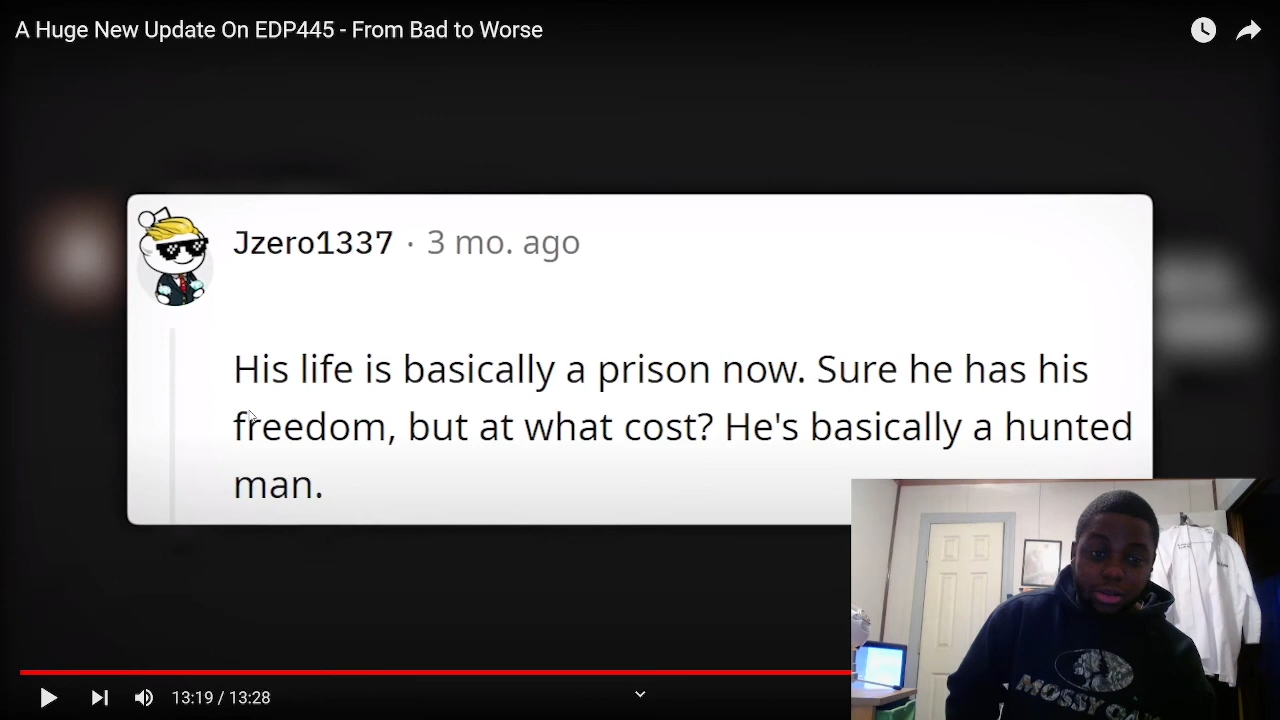 A Huge New Update On EDP445 - From Bad to Worse
Jzero1337 · 3 mo. ago
His life is basically a prison now. Sure he has his
freedom, but at what cost? He's basically a hunted
man.
MOSSY OA
13:19 / 13:28